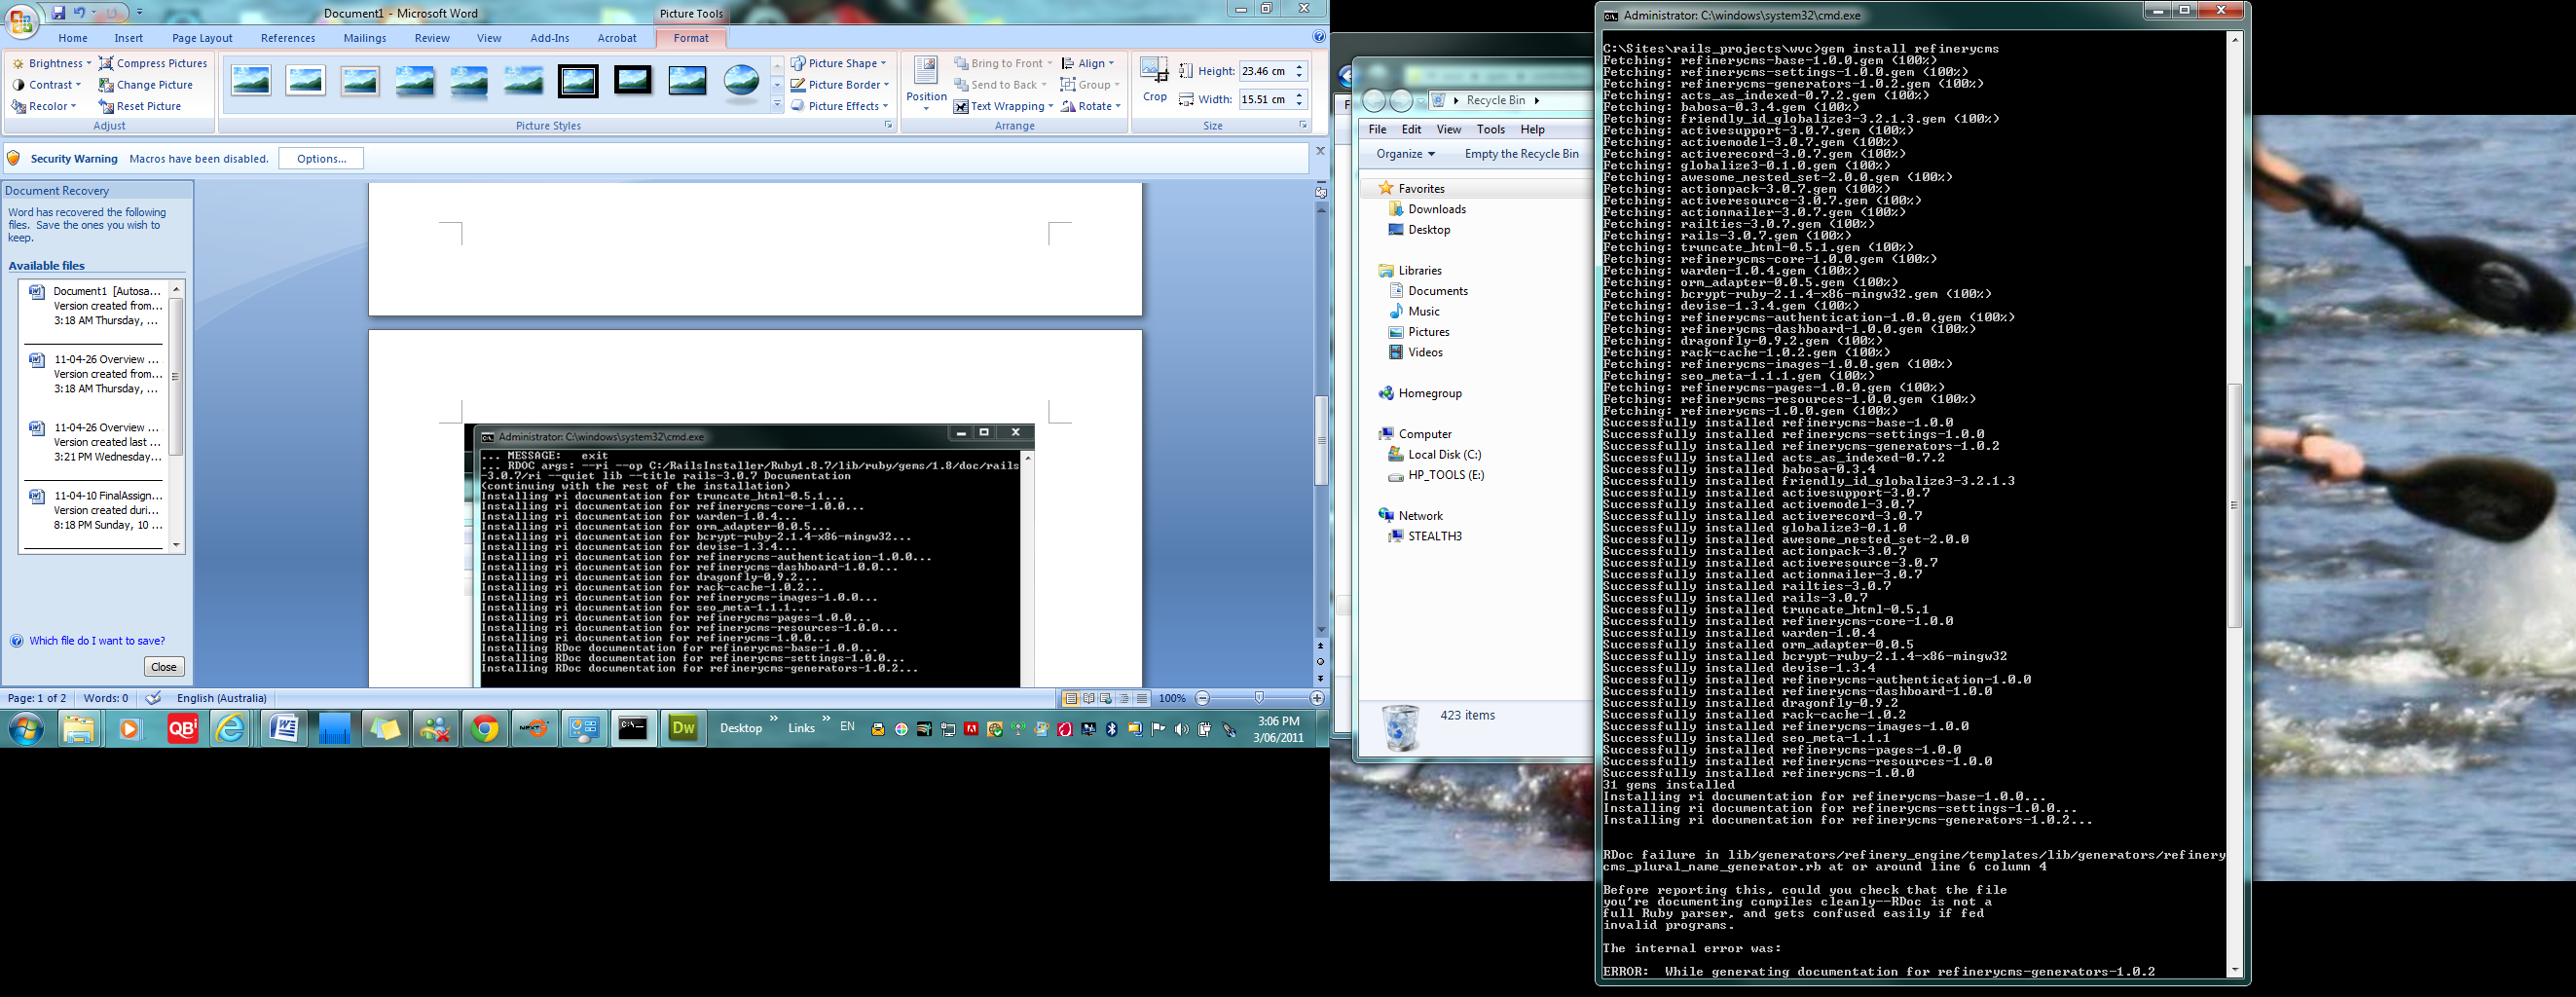 Document1 - Microsoft Word
Picture Tools
Home Insert Page Layout References Mailings Review View Add-Ins Acrobat Format
Brightness
Contrast
Recolor
Compress Pictures
Change Picture
Reset Picture
Adjust
Picture Styles
Picture Shape
Picture Border
Picture Effects
Position
Bring to Front
Send to Back
Text Wrapping
Align
Group
Rotate
Arrange
Crop
Height: 23.46 cm
Width: 15.51 cm
Size
Security Warning Macros have been disabled. Options...
Document Recovery
Word has recovered the following
files. Save the ones you wish to
keep.
Available files
Document1 [Autosa...
Version created from...
3:18 AM Thursday, ...
11-04-26 Overview ...
Version created from...
3:18 AM Thursday, ...
11-04-26 Overview ...
Version created last ...
3:21 PM Wednesday...
11-04-10 FinalAssign...
Version created duri...
8:18 PM Sunday, 10 ...
Which file do I want to save?
Close
Administrator: C:\windows\system32\cmd.exe
... MESSAGE:   exit
... RDOC args: --ri --op C:/RailsInstaller/Ruby1.8.7/lib/ruby/gems/1.8/doc/rails
-3.0.7/ri --quiet lib --title rails-3.0.7 Documentation
(continuing with the rest of the installation)
Installing ri documentation for truncate_html-0.5.1...
Installing ri documentation for refinerycms-core-1.0.0...
Installing ri documentation for warden-1.0.4...
Installing ri documentation for orm_adapter-0.0.5...
Installing ri documentation for bcrypt-ruby-2.1.4-x86-mingw32...
Installing ri documentation for devise-1.3.4...
Installing ri documentation for refinerycms-authentication-1.0.0...
Installing ri documentation for refinerycms-dashboard-1.0.0...
Installing ri documentation for dragonfly-0.9.2...
Installing ri documentation for rack-cache-1.0.2...
Installing ri documentation for refinerycms-images-1.0.0...
Installing ri documentation for seo_meta-1.1.1...
Installing ri documentation for refinerycms-pages-1.0.0...
Installing ri documentation for refinerycms-resources-1.0.0...
Installing ri documentation for refinerycms-1.0.0...
Installing RDoc documentation for refinerycms-base-1.0.0...
Installing RDoc documentation for refinerycms-settings-1.0.0...
Installing RDoc documentation for refinerycms-generators-1.0.2...
Page: 1 of 2 Words: 0 English (Australia) 100%
QBi
Dw
Desktop Links EN
3:06 PM
3/06/2011
Recycle Bin
File Edit View Tools Help
Organize Empty the Recycle Bin
Favorites
Downloads
Desktop
Libraries
Documents
Music
Pictures
Videos
Homegroup
Computer
Local Disk (C:)
HP_TOOLS (E:)
Network
STEALTH3
423 items
Administrator: C:\windows\system32\cmd.exe
C:\Sites\rails_projects\wvc>gem install refinerycms
Fetching: refinerycms-base-1.0.0.gem (100%)
Fetching: refinerycms-settings-1.0.0.gem (100%)
Fetching: refinerycms-generators-1.0.2.gem (100%)
Fetching: acts_as_indexed-0.7.2.gem (100%)
Fetching: babosa-0.3.4.gem (100%)
Fetching: friendly_id_globalize3-3.2.1.3.gem (100%)
Fetching: activesupport-3.0.7.gem (100%)
Fetching: activemodel-3.0.7.gem (100%)
Fetching: activerecord-3.0.7.gem (100%)
Fetching: globalize3-0.1.0.gem (100%)
Fetching: awesome_nested_set-2.0.0.gem (100%)
Fetching: actionpack-3.0.7.gem (100%)
Fetching: activeresource-3.0.7.gem (100%)
Fetching: actionmailer-3.0.7.gem (100%)
Fetching: railties-3.0.7.gem (100%)
Fetching: rails-3.0.7.gem (100%)
Fetching: truncate_html-0.5.1.gem (100%)
Fetching: refinerycms-core-1.0.0.gem (100%)
Fetching: warden-1.0.4.gem (100%)
Fetching: orm_adapter-0.0.5.gem (100%)
Fetching: bcrypt-ruby-2.1.4-x86-mingw32.gem (100%)
Fetching: devise-1.3.4.gem (100%)
Fetching: refinerycms-authentication-1.0.0.gem (100%)
Fetching: refinerycms-dashboard-1.0.0.gem (100%)
Fetching: dragonfly-0.9.2.gem (100%)
Fetching: rack-cache-1.0.2.gem (100%)
Fetching: refinerycms-images-1.0.0.gem (100%)
Fetching: seo_meta-1.1.1.gem (100%)
Fetching: refinerycms-pages-1.0.0.gem (100%)
Fetching: refinerycms-resources-1.0.0.gem (100%)
Fetching: refinerycms-1.0.0.gem (100%)
Successfully installed refinerycms-base-1.0.0
Successfully installed refinerycms-settings-1.0.0
Successfully installed refinerycms-generators-1.0.2
Successfully installed acts_as_indexed-0.7.2
Successfully installed babosa-0.3.4
Successfully installed friendly_id_globalize3-3.2.1.3
Successfully installed activesupport-3.0.7
Successfully installed activemodel-3.0.7
Successfully installed activerecord-3.0.7
Successfully installed globalize3-0.1.0
Successfully installed awesome_nested_set-2.0.0
Successfully installed actionpack-3.0.7
Successfully installed activeresource-3.0.7
Successfully installed actionmailer-3.0.7
Successfully installed railties-3.0.7
Successfully installed rails-3.0.7
Successfully installed truncate_html-0.5.1
Successfully installed refinerycms-core-1.0.0
Successfully installed warden-1.0.4
Successfully installed orm_adapter-0.0.5
Successfully installed bcrypt-ruby-2.1.4-x86-mingw32
Successfully installed devise-1.3.4
Successfully installed refinerycms-authentication-1.0.0
Successfully installed refinerycms-dashboard-1.0.0
Successfully installed dragonfly-0.9.2
Successfully installed rack-cache-1.0.2
Successfully installed refinerycms-images-1.0.0
Successfully installed seo_meta-1.1.1
Successfully installed refinerycms-pages-1.0.0
Successfully installed refinerycms-resources-1.0.0
Successfully installed refinerycms-1.0.0
31 gems installed
Installing ri documentation for refinerycms-base-1.0.0...
Installing ri documentation for refinerycms-settings-1.0.0...
Installing ri documentation for refinerycms-generators-1.0.2...
RDoc failure in lib/generators/refinery_engine/templates/lib/generators/refinery
cms_plural_name_generator.rb at or around line 6 column 4
Before reporting this, could you check that the file
you're documenting compiles cleanly--RDoc is not a
full Ruby parser, and gets confused easily if fed
invalid programs.
The internal error was:
ERROR:  While generating documentation for refinerycms-generators-1.0.2